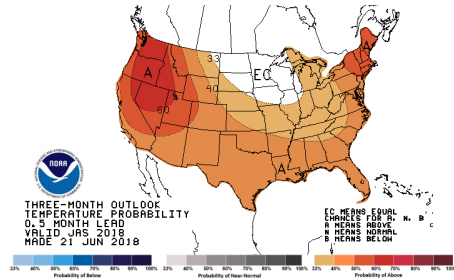 33
A
A
EC
40
60
A
NOAA
THREE-MONTH OUTLOOK
TEMPERATURE PROBABILITY
0.5 MONTH LEAD
VALID JAS 2018
MADE 21 JUN 2018
EC MEANS EQUAL
CHANCES FOR A, N, B
A MEANS ABOVE
N MEANS NORMAL
B MEANS BELOW
33% 40% 50% 60% 70% 80% 90% 100%
Probability of Below
33% 40% 50% 60% 70% 80% 90% 100%
Probability of Near-Normal
33% 40% 50% 60% 70% 80% 90% 100%
Probability of Above